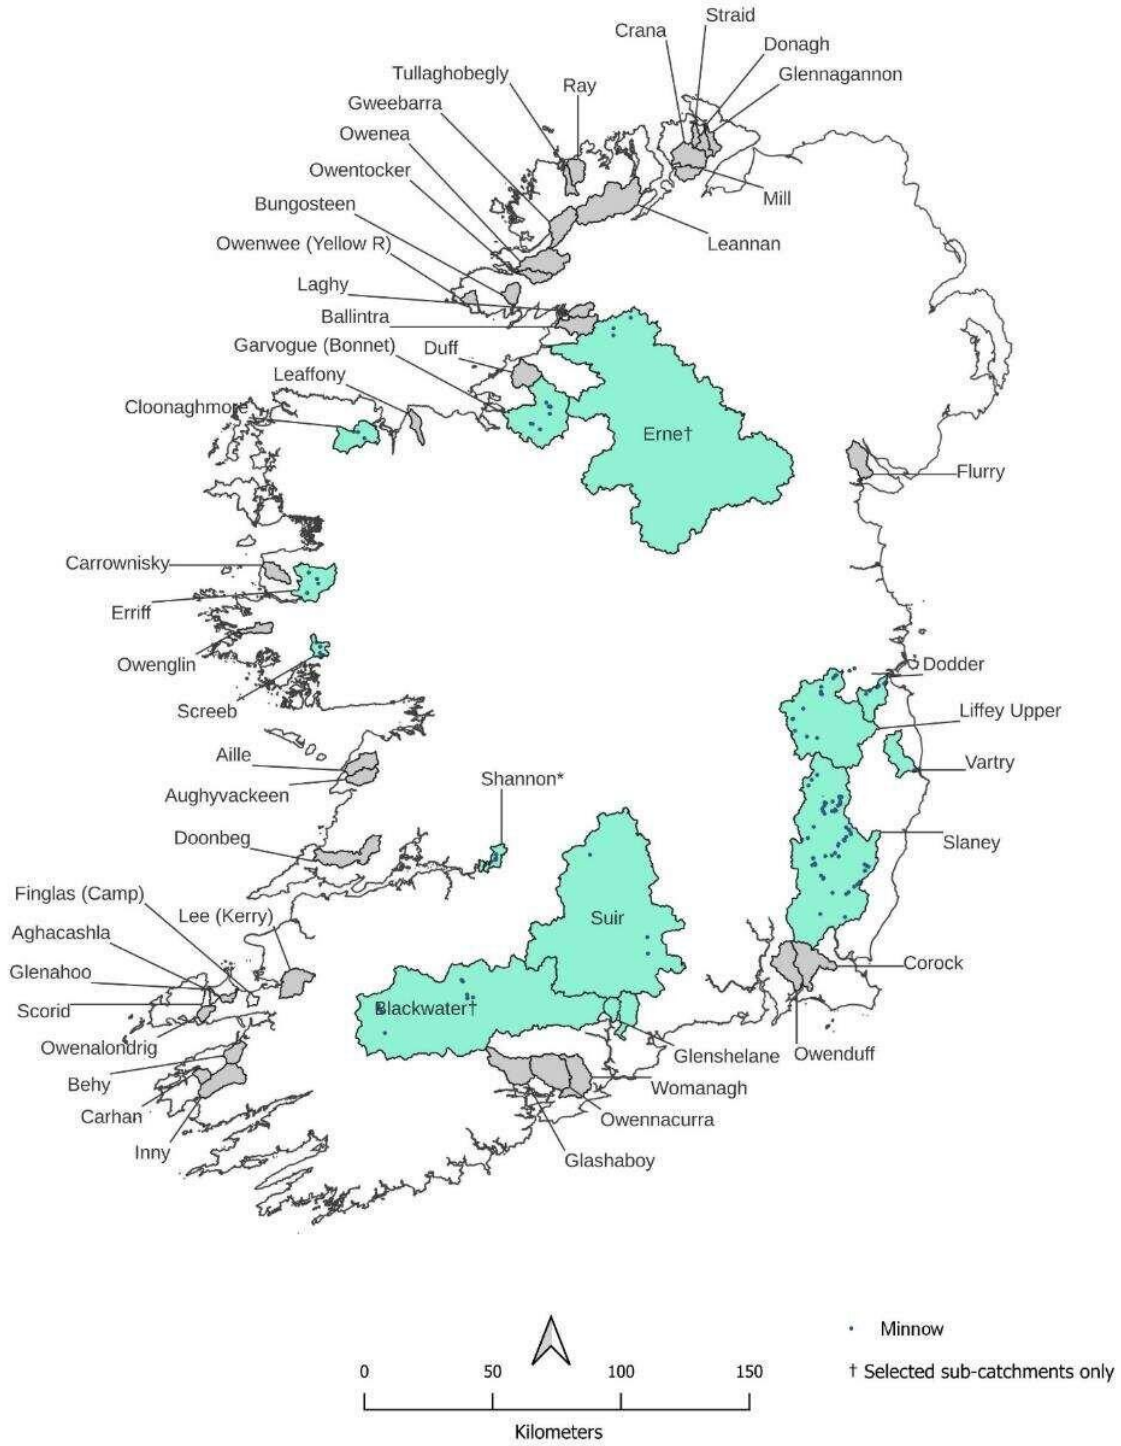 Straid
Crana
Donagh
Tullaghobegly
Ray
Glennagannon
Gweebarra
Owenea
Owentocker
Mill
Bungosteen
Owenwee (Yellow R)
Leannan
Laghy
Ballintra
Garvogue (Bonnet)
Duff
Leaffony
Cloonaghmore
Erne†
Flurry
Carrownisky
Erriff
Owenglin
Dodder
Screeb
Liffey Upper
Aille
Vartry
Shannon*
Aughyvackeen
Doonbeg
Slaney
Finglas (Camp)
Lee (Kerry)
Suir
Aghacashla
Glenahoo
Corock
Scorid
Blackwater†
Owenalondrig
Glenshelane
Owenduff
Behy
Womanagh
Carhan
Owennacurra
Inny
Glashaboy
Minnow
0 50 100 150
† Selected sub-catchments only
Kilometers